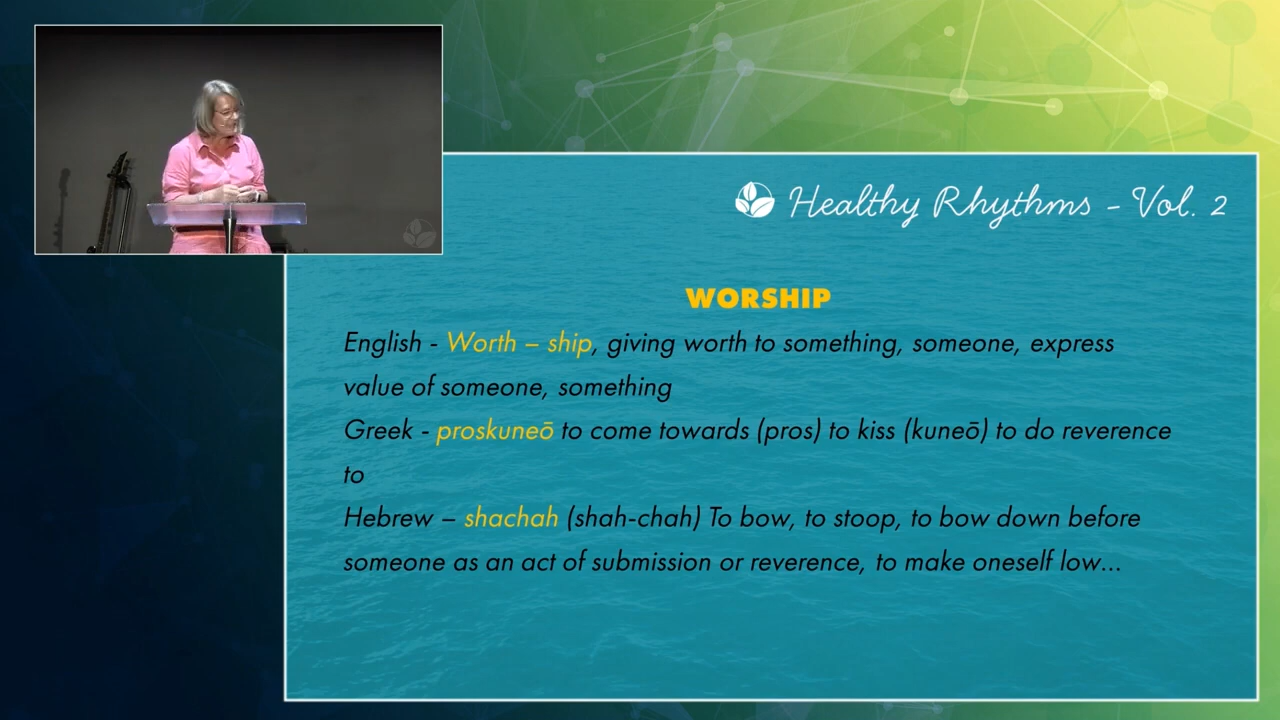 Healthy Rhythms - Vol. 2
WORSHIP
English - Worth – ship, giving worth to something, someone, express
value of someone, something
Greek - proskuneō to come towards (pros) to kiss (kuneō) to do reverence
to
Hebrew – shachah (shah-chah) To bow, to stoop, to bow down before
someone as an act of submission or reverence, to make oneself low...